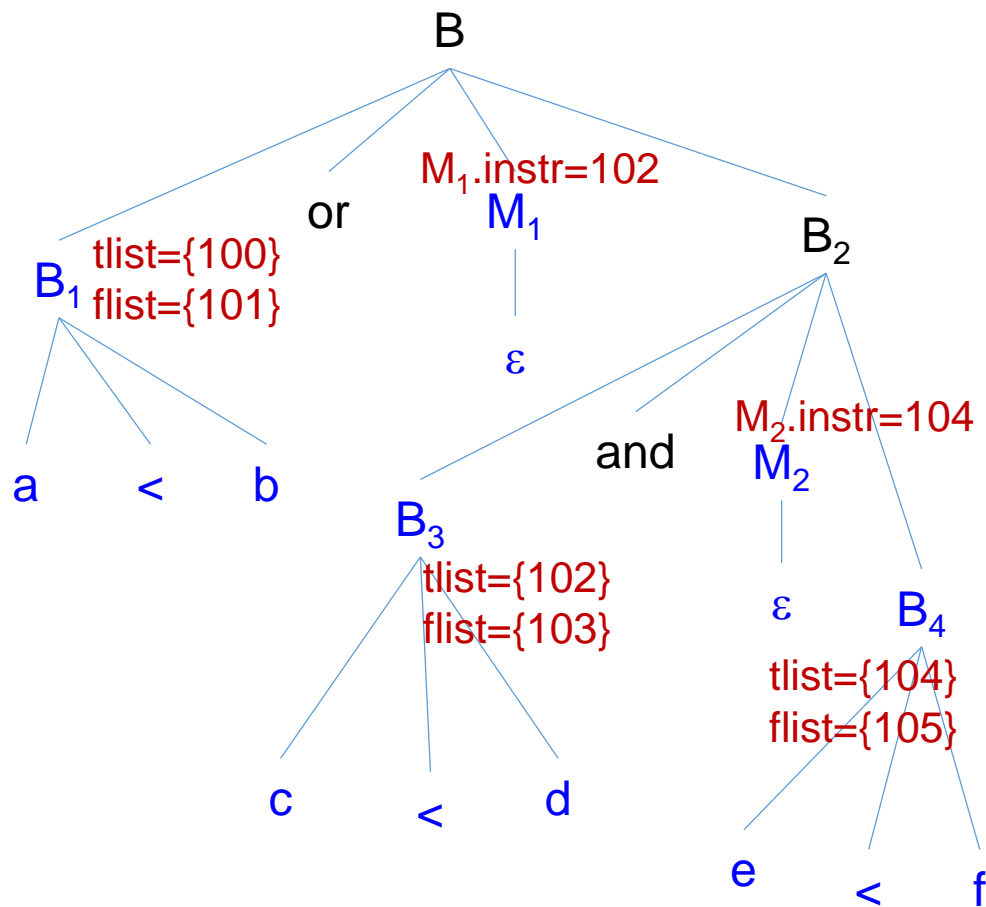 B
M₁.instr=102
or
M₁
B₂
tlist={100}
B₁
flist={101}
ε
M₂.instr=104
and
M₂
a
<
b
B₃
tlist={102}
ε
B₄
flist={103}
tlist={104}
flist={105}
c
<
d
e
<
f